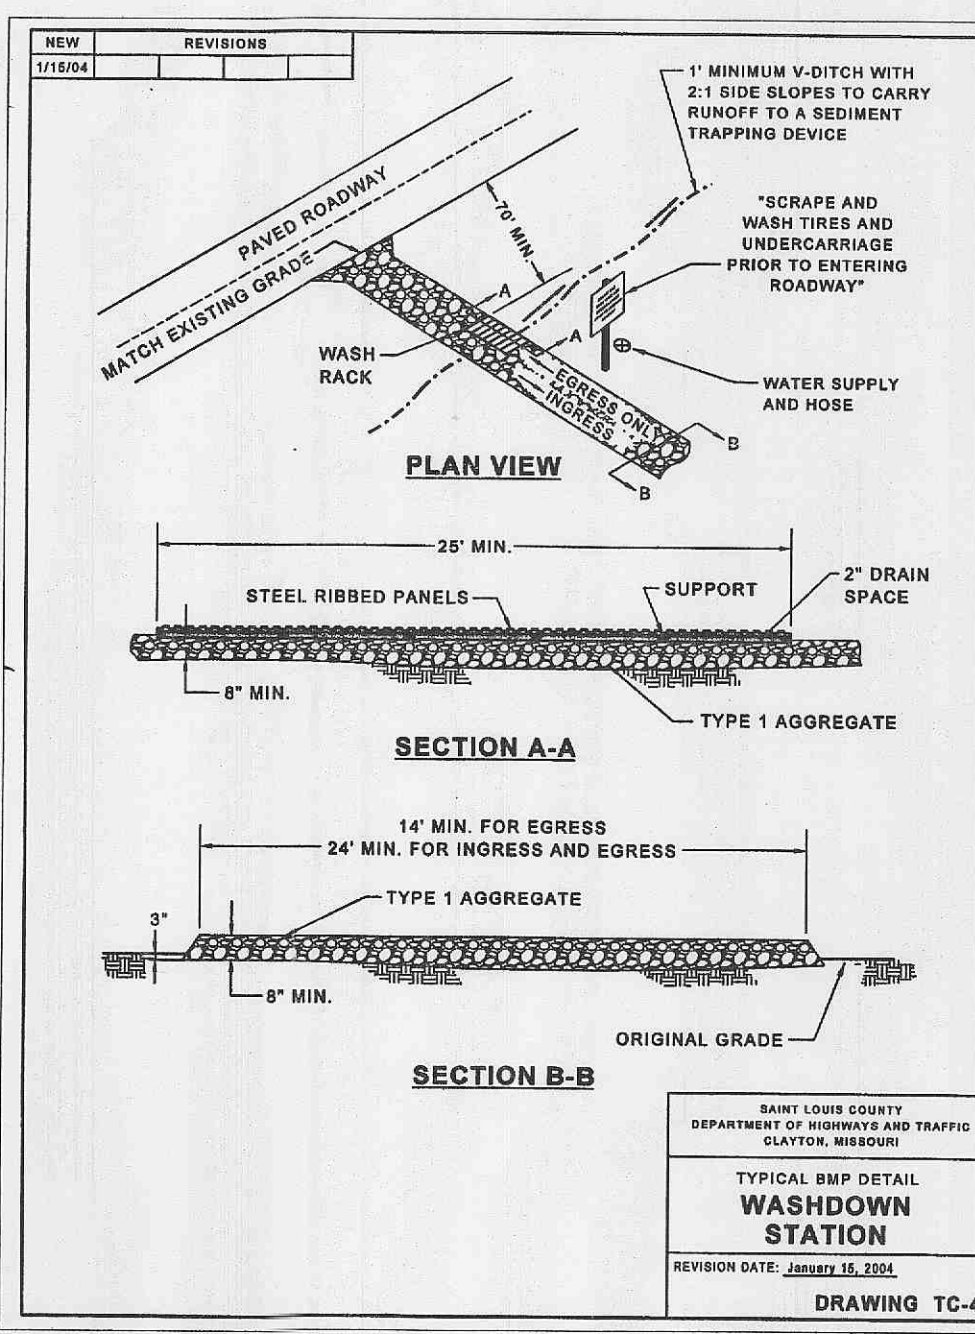 NEW REVISIONS
1/15/04
1' MINIMUM V-DITCH WITH
2:1 SIDE SLOPES TO CARRY
RUNOFF TO A SEDIMENT
TRAPPING DEVICE
PAVED ROADWAY
MATCH EXISTING GRADE
70' MIN.
"SCRAPE AND
WASH TIRES AND
UNDERCARRIAGE
PRIOR TO ENTERING
ROADWAY"
A
A
WASH
RACK
EGRESS ONLY
INGRESS
WATER SUPPLY
AND HOSE
B
B
PLAN VIEW
25' MIN.
STEEL RIBBED PANELS
SUPPORT
2" DRAIN
SPACE
8" MIN.
TYPE 1 AGGREGATE
SECTION A-A
14' MIN. FOR EGRESS
24' MIN. FOR INGRESS AND EGRESS
TYPE 1 AGGREGATE
3"
8" MIN.
ORIGINAL GRADE
SECTION B-B
SAINT LOUIS COUNTY
DEPARTMENT OF HIGHWAYS AND TRAFFIC
CLAYTON, MISSOURI
TYPICAL BMP DETAIL
WASHDOWN
STATION
REVISION DATE: January 15, 2004
DRAWING TC-4